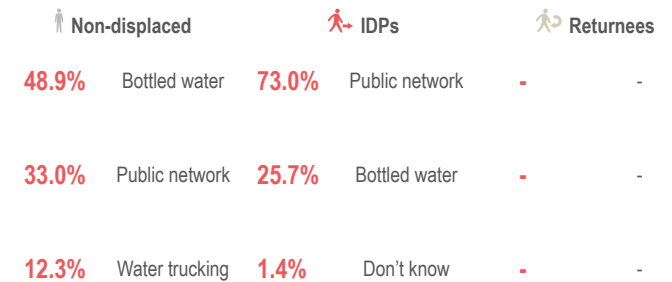 Non-displaced IDPs Returnees
48.9% Bottled water 73.0% Public network - -
33.0% Public network 25.7% Bottled water - -
12.3% Water trucking 1.4% Don't know - -